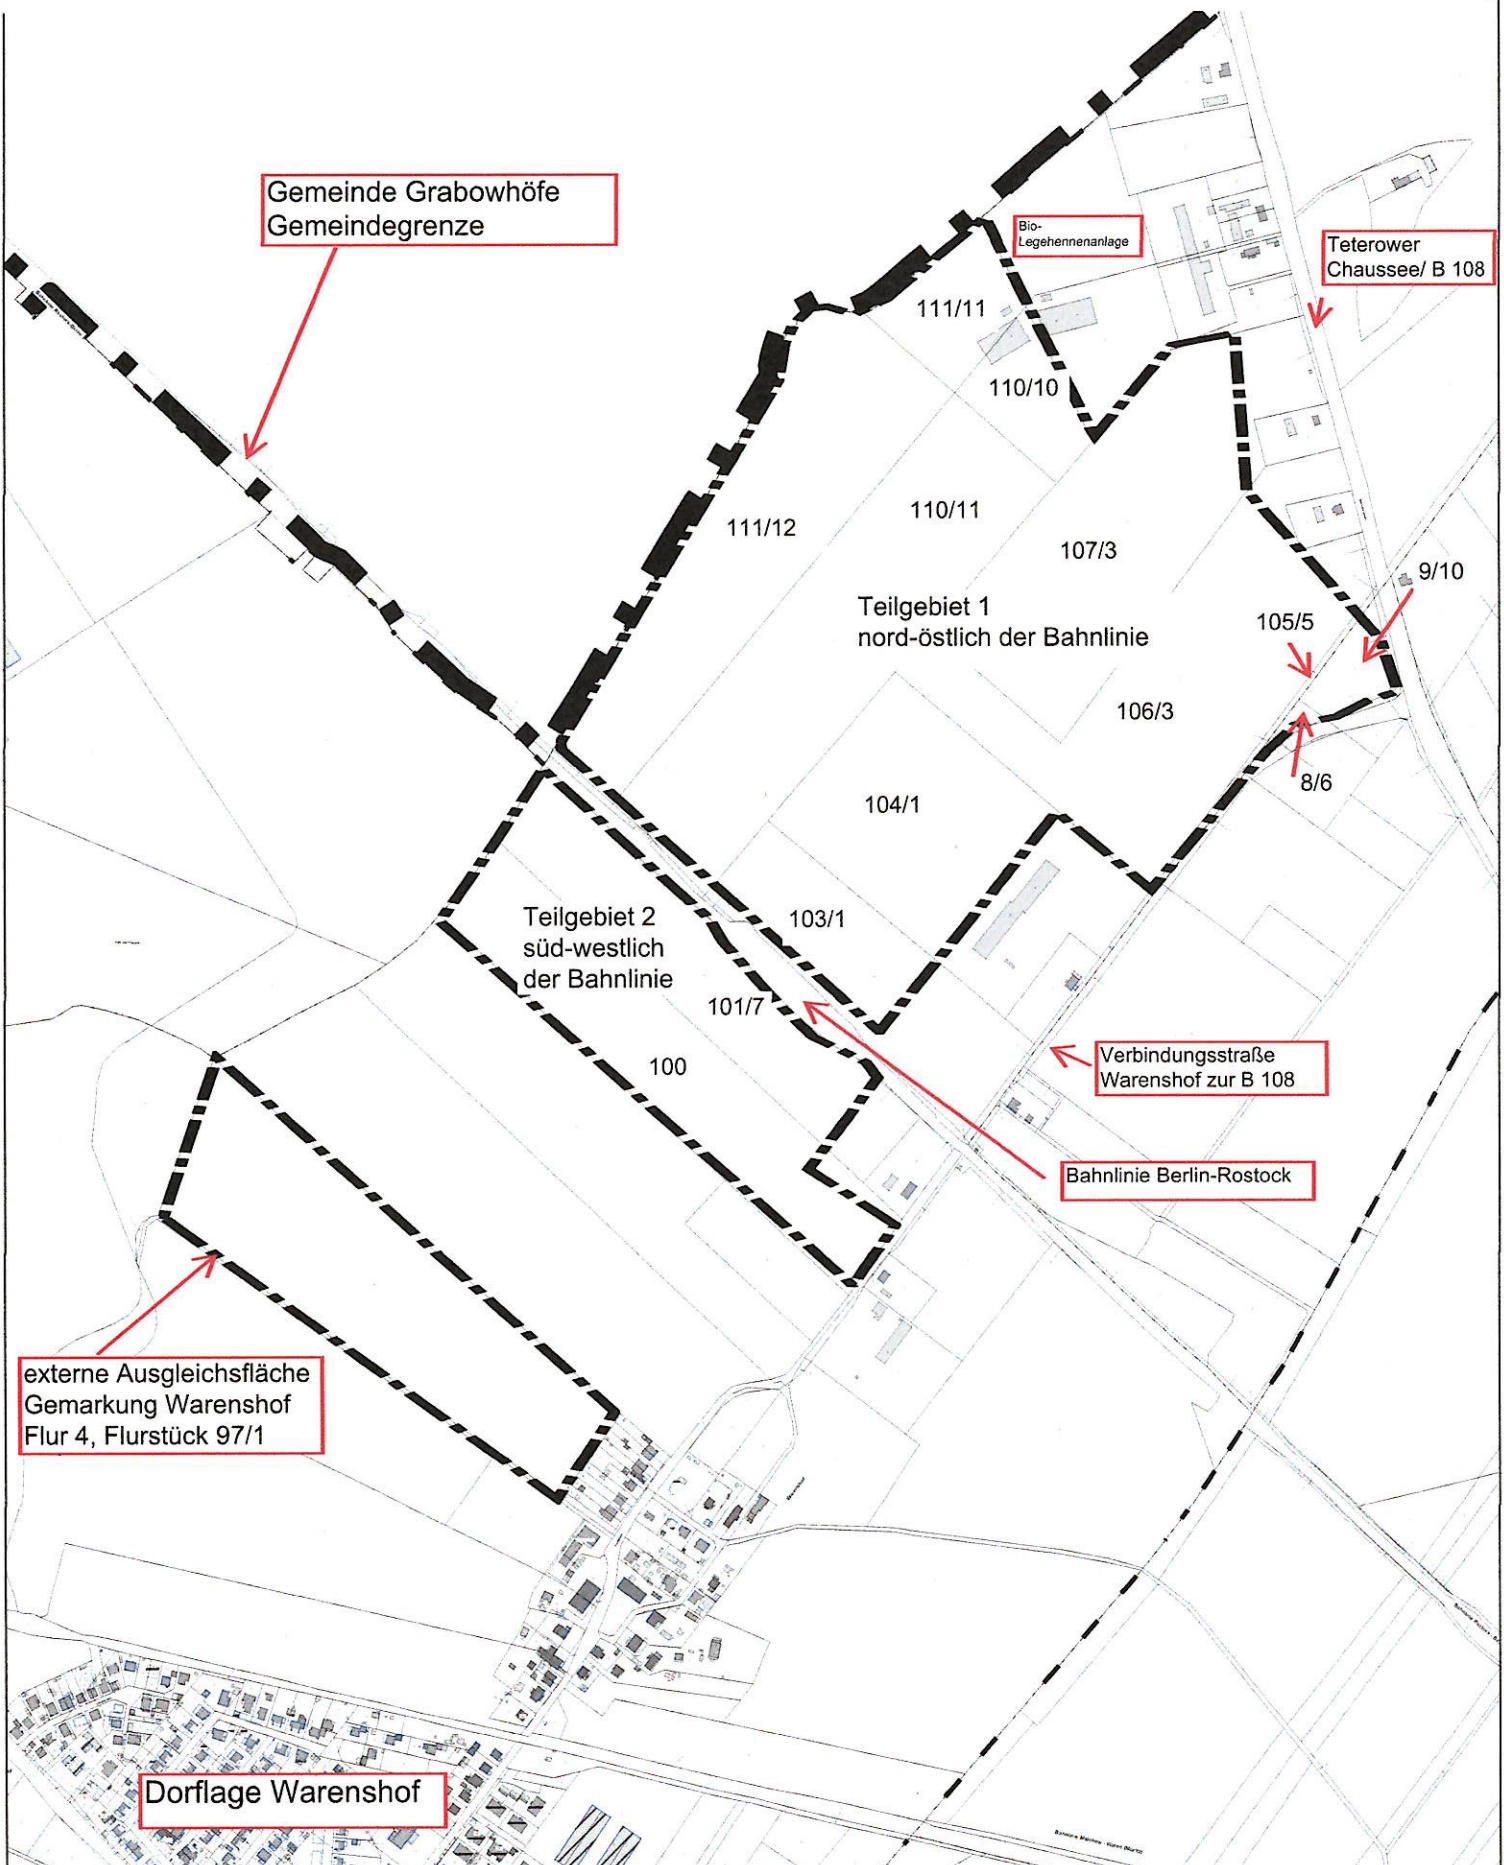 Gemeinde Grabowhöfe
Gemeindegrenze
Bio-
Legehennenanlage
Teterower
Chaussee/ B 108
111/11
110/10
111/12
110/11
107/3
9/10
Teilgebiet 1
nord-östlich der Bahnlinie
105/5
106/3
8/6
104/1
Teilgebiet 2
süd-westlich
der Bahnlinie
103/1
101/7
100
Verbindungsstraße
Warenshof zur B 108
Bahnlinie Berlin-Rostock
externe Ausgleichsfläche
Gemarkung Warenshof
Flur 4, Flurstück 97/1
Warenshof
Dorflage Warenshof